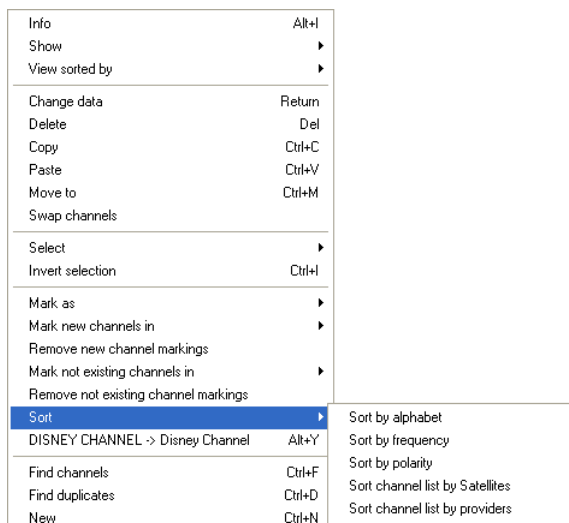 Info Alt+I
Show
View sorted by
Change data Return
Delete Del
Copy Ctrl+C
Paste Ctrl+V
Move to Ctrl+M
Swap channels
Select
Invert selection Ctrl+I
Mark as
Mark new channels in
Remove new channel markings
Mark not existing channels in
Remove not existing channel markings
Sort
DISNEY CHANNEL -> Disney Channel Alt+Y
Find channels Ctrl+F
Find duplicates Ctrl+D
New Ctrl+N
Sort by alphabet
Sort by frequency
Sort by polarity
Sort channel list by Satellites
Sort channel list by providers